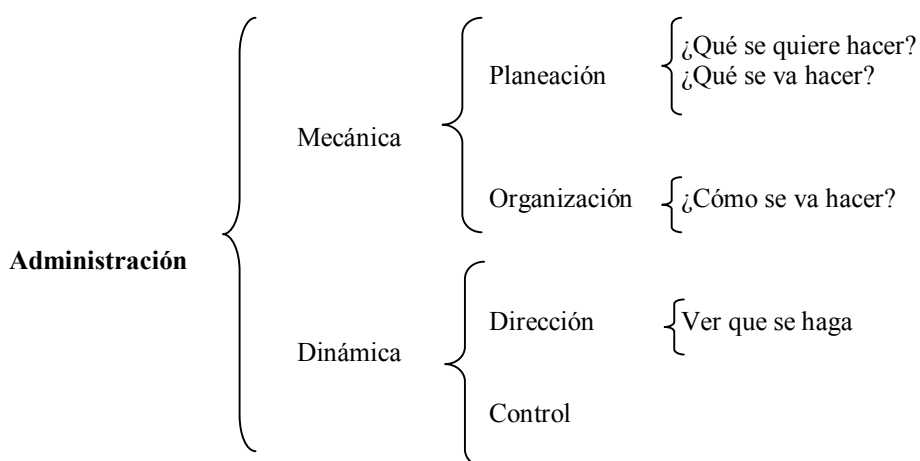 ¿Qué se quiere hacer?
Planeación
¿Qué se va hacer?
Mecánica
Organización
¿Cómo se va hacer?
Administración
Dirección
Ver que se haga
Dinámica
Control